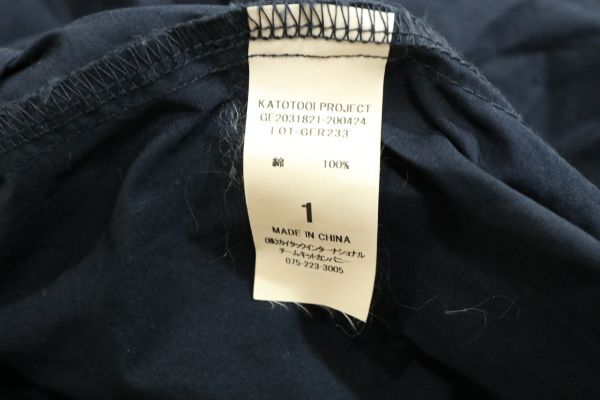 KATOTOOI PROJECT
GE2031821-200424
LOT-GER233
綿 100%
1
MADE IN CHINA
(株)カイタックインターナショナル
チームキットカンパニー
075-223-3005